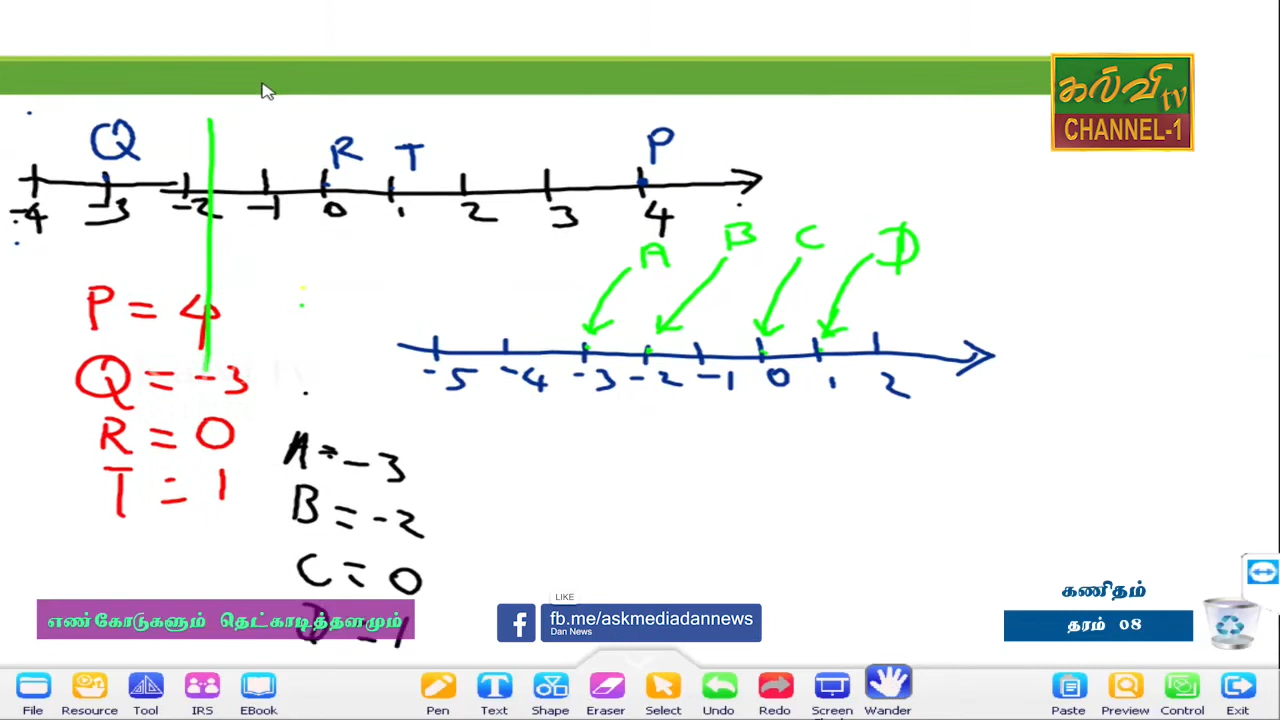 கல்வி tv
CHANNEL-1
Q R T P
-4 -3 -2 -1 0 1 2 3 4
A B C D
-5 -4 -3 -2 -1 0 1 2
P = 4
Q = -3
R = 0
T = 1
A = -3
B = -2
C = 0
D = 1
எண்கோடுகளும் தெட்காடித்தளமும்
LIKE
fb.me/askmediadannews
Dan News
கணிதம்
தரம் 08
File Resource Tool IRS EBook Pen Text Shape Eraser Select Undo Redo Screen Wander Paste Preview Control Exit